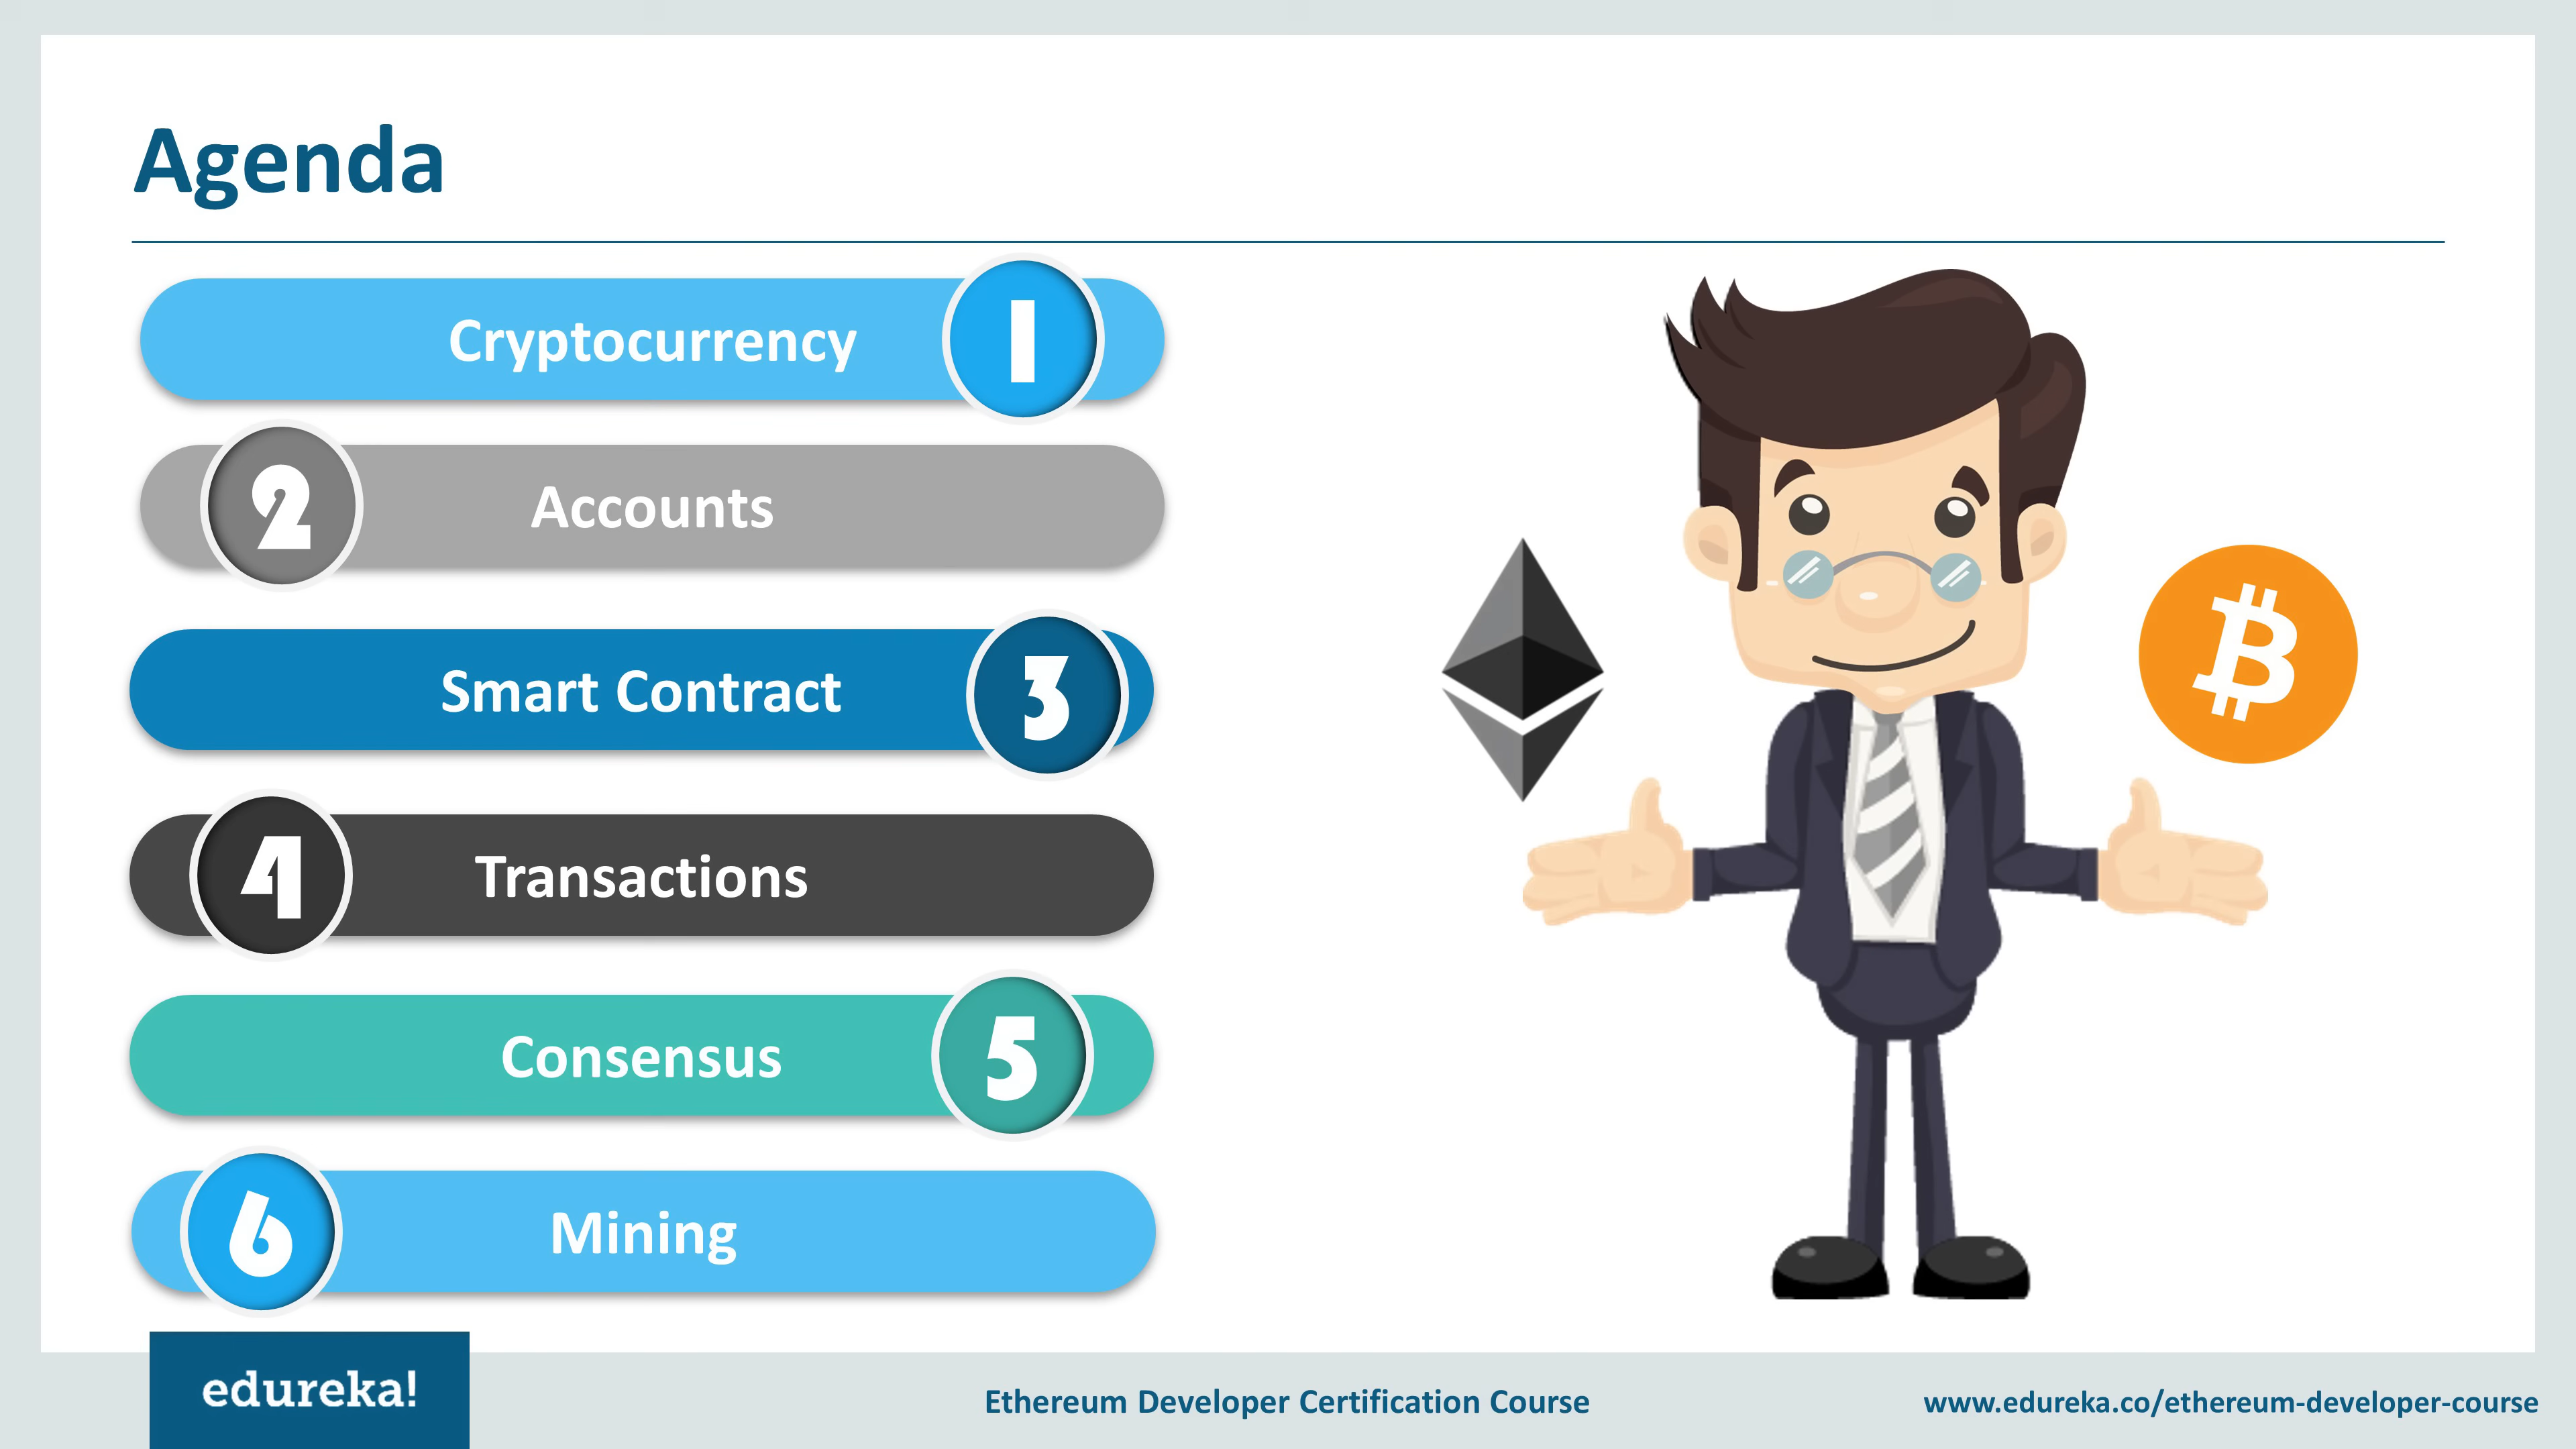 Agenda
Cryptocurrency 1
2 Accounts
Smart Contract 3
4 Transactions
Consensus 5
6 Mining
edureka!
Ethereum Developer Certification Course
www.edureka.co/ethereum-developer-course